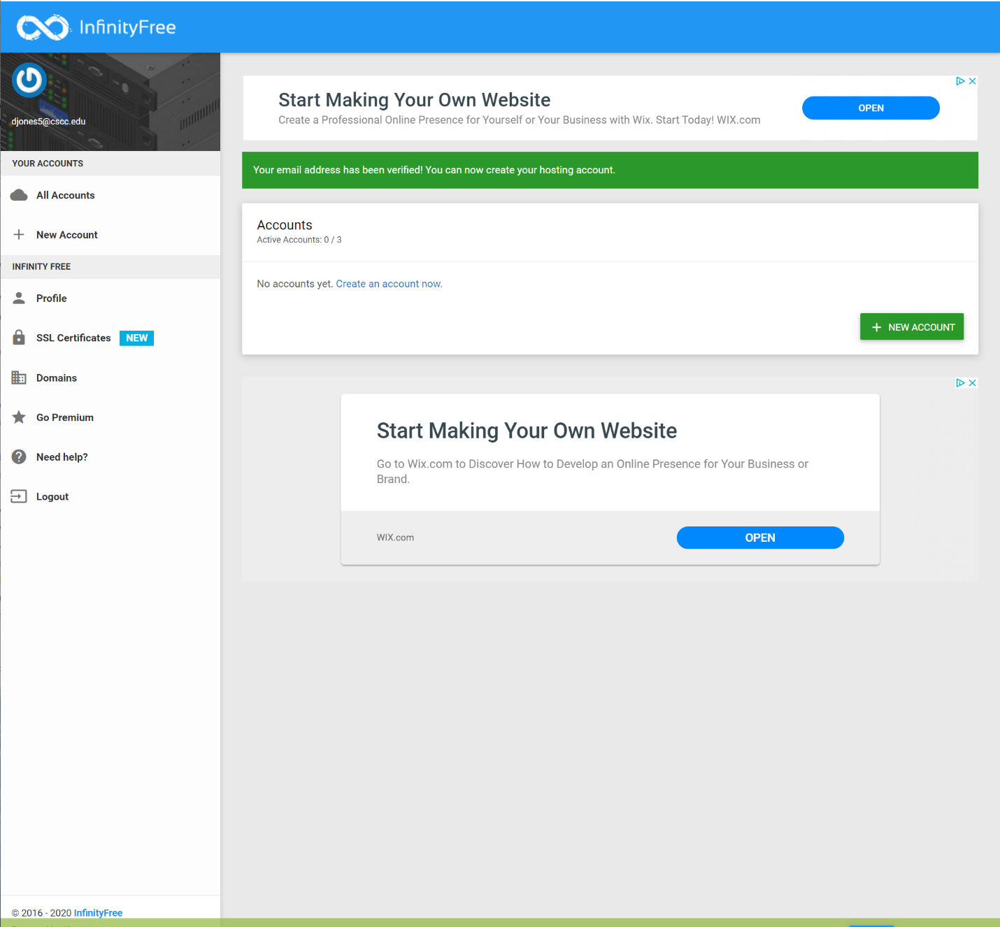 InfinityFree
djones5@cscc.edu
YOUR ACCOUNTS
All Accounts
New Account
INFINITY FREE
Profile
SSL Certificates NEW
Domains
Go Premium
Need help?
Logout
© 2016 - 2020 InfinityFree
Start Making Your Own Website
Create a Professional Online Presence for Yourself or Your Business with Wix. Start Today! WIX.com
OPEN
Your email address has been verified! You can now create your hosting account.
Accounts
Active Accounts: 0 / 3
No accounts yet. Create an account now.
NEW ACCOUNT
Start Making Your Own Website
Go to Wix.com to Discover How to Develop an Online Presence for Your Business or
Brand.
WIX.com
OPEN